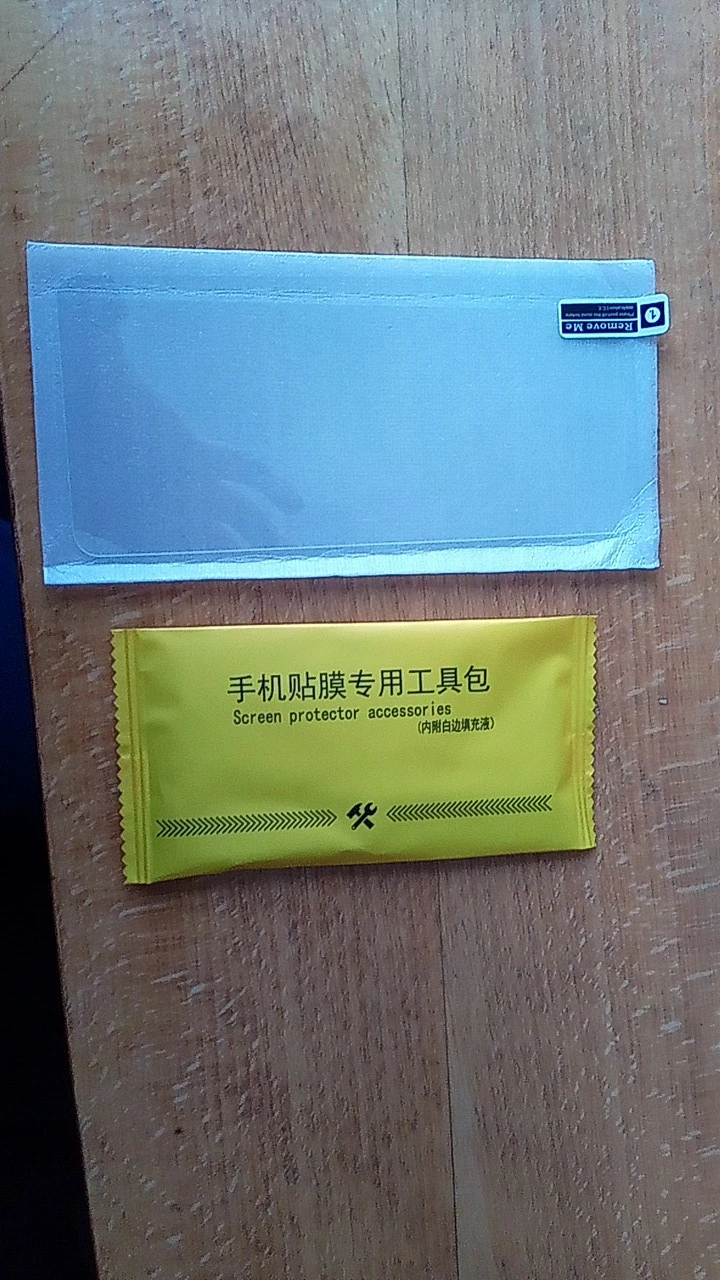 Remove Me
手机贴膜专用工具包
Screen protector accessories
(内附白边填充液)